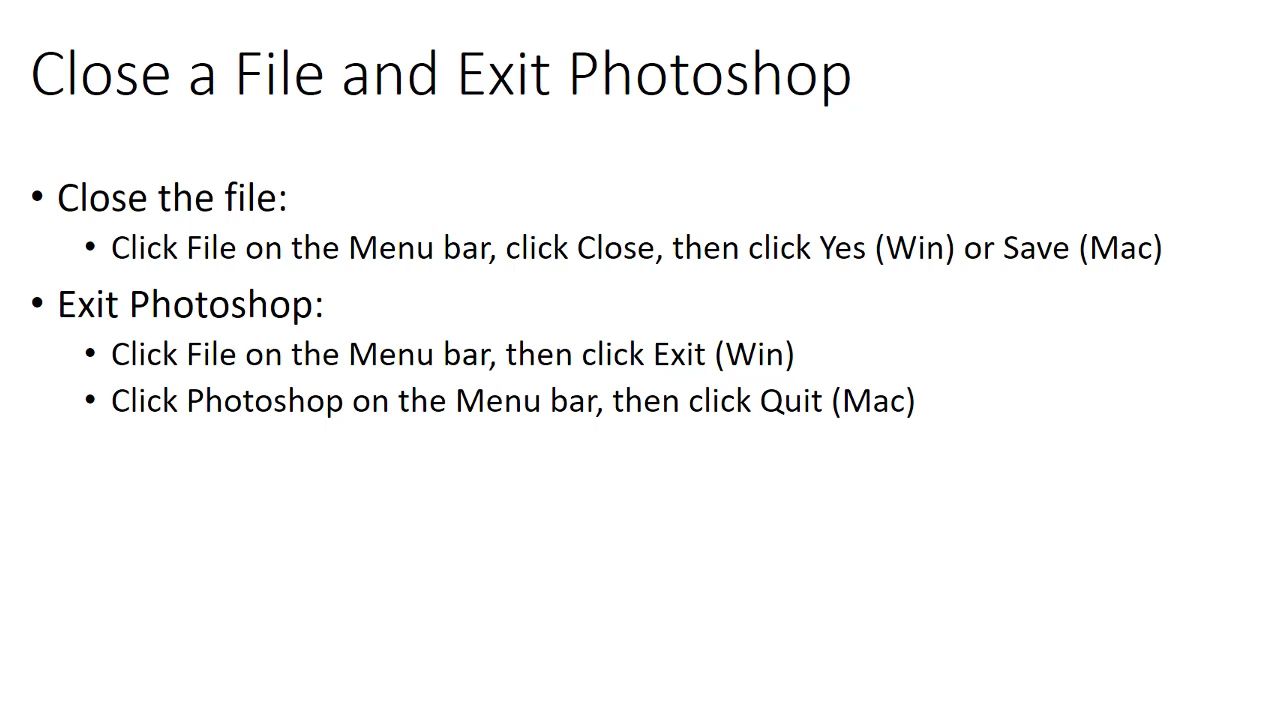 Close a File and Exit Photoshop
• Close the file:
• Click File on the Menu bar, click Close, then click Yes (Win) or Save (Mac)
• Exit Photoshop:
• Click File on the Menu bar, then click Exit (Win)
• Click Photoshop on the Menu bar, then click Quit (Mac)